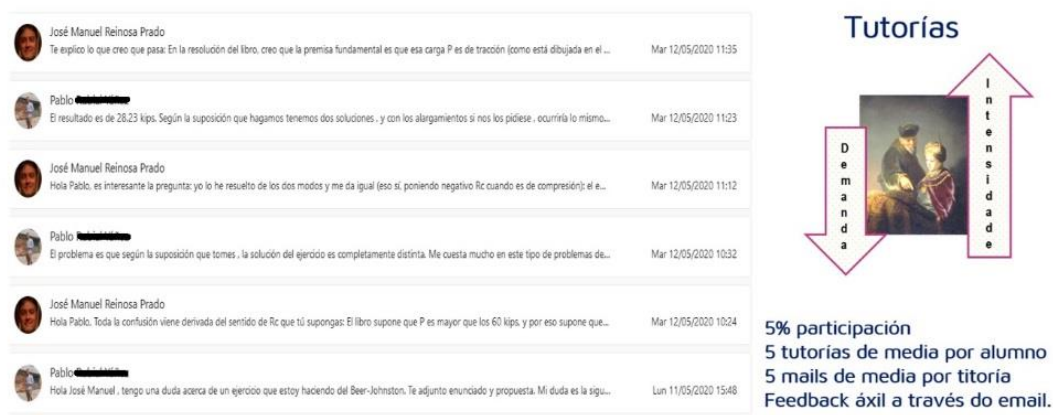 José Manuel Reinosa Prado
Te explico lo que creo que pasa: En la resolución del libro, creo que la premisa fundamental es que esa carga P es de tracción (como está dibujada en el ...
Mar 12/05/2020 11:35
Pablo
El resultado es de 28,23 kips. Según la suposición que hagamos tenemos dos soluciones , y con los alargamientos si nos los pidiese , ocurriría lo mismo...
Mar 12/05/2020 11:23
José Manuel Reinosa Prado
Hola Pablo, es interesante la pregunta: yo lo he resuelto de los dos modos y me da igual (eso sí, poniendo negativo Rc cuando es de compresión): el e...
Mar 12/05/2020 11:12
Pablo
El problema es que según la suposición que tomes , la solución del ejercicio es completamente distinta. Me cuesta mucho en este tipo de problemas de...
Mar 12/05/2020 10:32
José Manuel Reinosa Prado
Hola Pablo, Toda la confusión viene derivada del sentido de Rc que tú supongas: El libro supone que P es mayor que los 60 kips, y por eso supone que...
Mar 12/05/2020 10:24
Pablo
Hola José Manuel , tengo una duda acerca de un ejercicio que estoy haciendo del Beer-Johnston. Te adjunto enunciado y propuesta. Mi duda es la sigu...
Lun 11/05/2020 15:48
Tutorías
Demanda
Intensidade
5% participación
5 tutorías de media por alumno
5 mails de media por titoría
Feedback áxil a través do email.